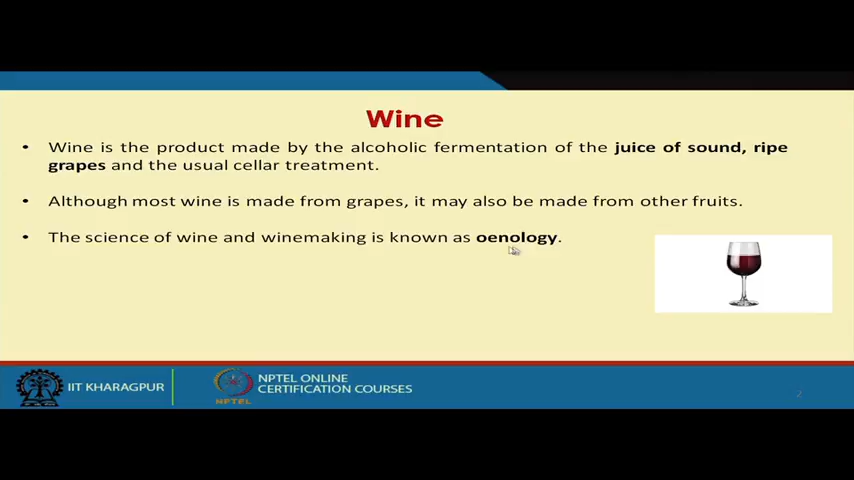 Wine
• Wine is the product made by the alcoholic fermentation of the juice of sound, ripe
grapes and the usual cellar treatment.
• Although most wine is made from grapes, it may also be made from other fruits.
• The science of wine and winemaking is known as oenology.
IIT KHARAGPUR
NPTEL
NPTEL ONLINE
CERTIFICATION COURSES
2